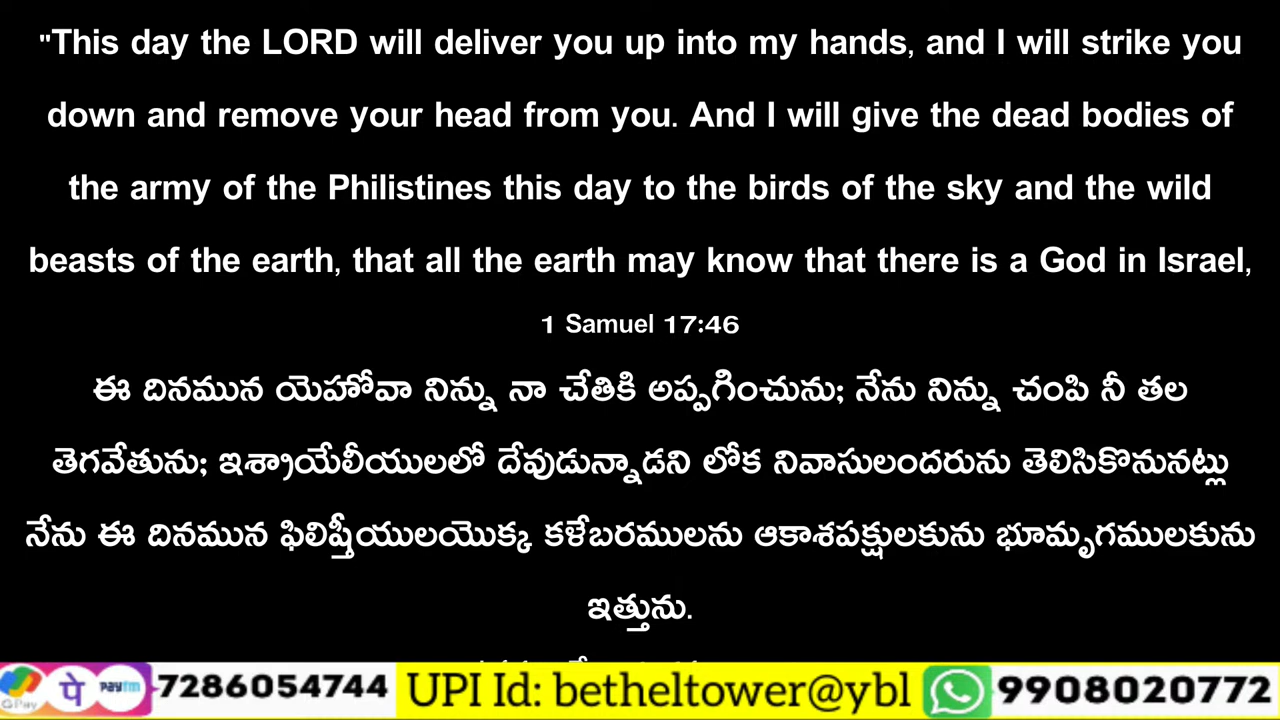 "This day the LORD will deliver you up into my hands, and I will strike you
down and remove your head from you. And I will give the dead bodies of
the army of the Philistines this day to the birds of the sky and the wild
beasts of the earth, that all the earth may know that there is a God in Israel,
1 Samuel 17:46
ఈ దినమున యెహోవా నిన్ను నా చేతికి అప్పగించును; నేను నిన్ను చంపి నీ తల
తెగవేతును; ఇశ్రాయేలీయులలో దేవుడున్నాడని లోక నివాసులందరును తెలిసికొనునట్లు
నేను ఈ దినమున ఫిలిష్తీయులయొక్క కళేబరములను ఆకాశపక్షులకును భూమృగములకును
ఇత్తును.
G Pay पे Paytm 7286054744 UPI Id: betheltower@ybl 9908020772